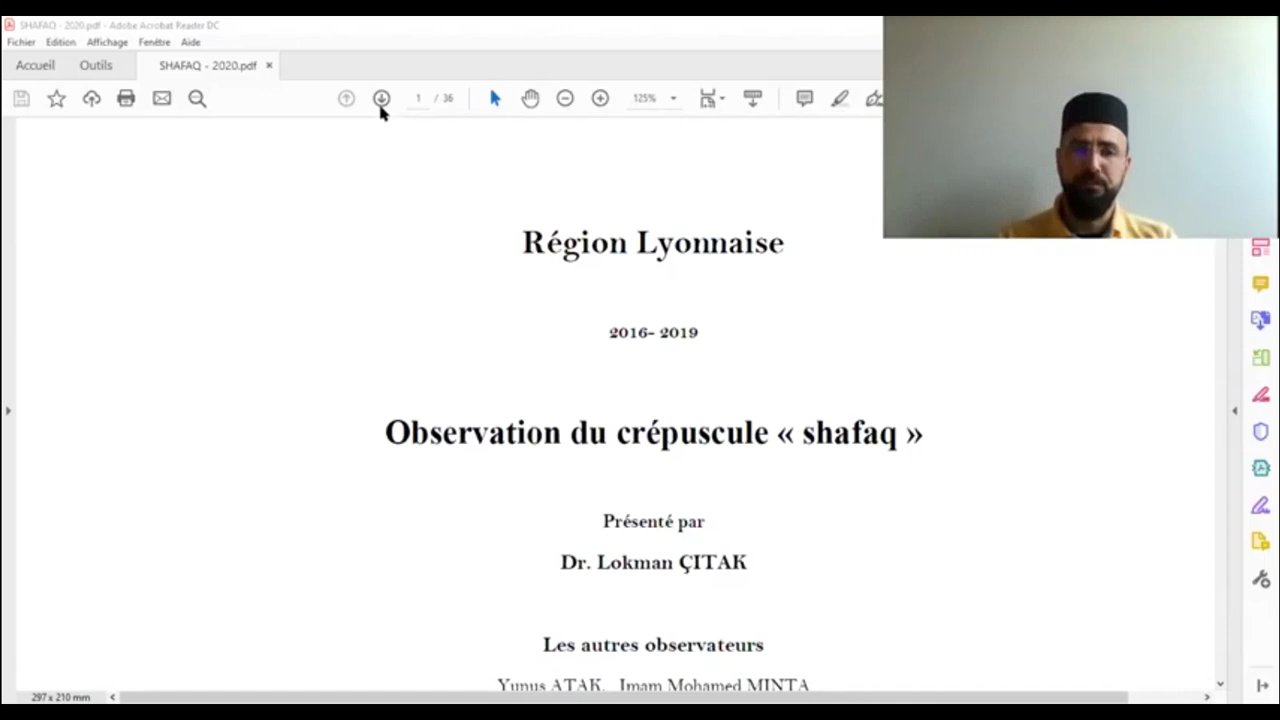 SHAFAQ - 2020.pdf - Adobe Acrobat Reader DC
Fichier Edition Affichage Fenêtre Aide
Accueil Outils SHAFAQ - 2020.pdf ×
1 / 36 125%
Région Lyonnaise
2016- 2019
Observation du crépuscule « shafaq »
Présenté par
Dr. Lokman ÇITAK
Les autres observateurs
Yunus ATAK, Imam Mohamed MINTA
297 x 210 mm